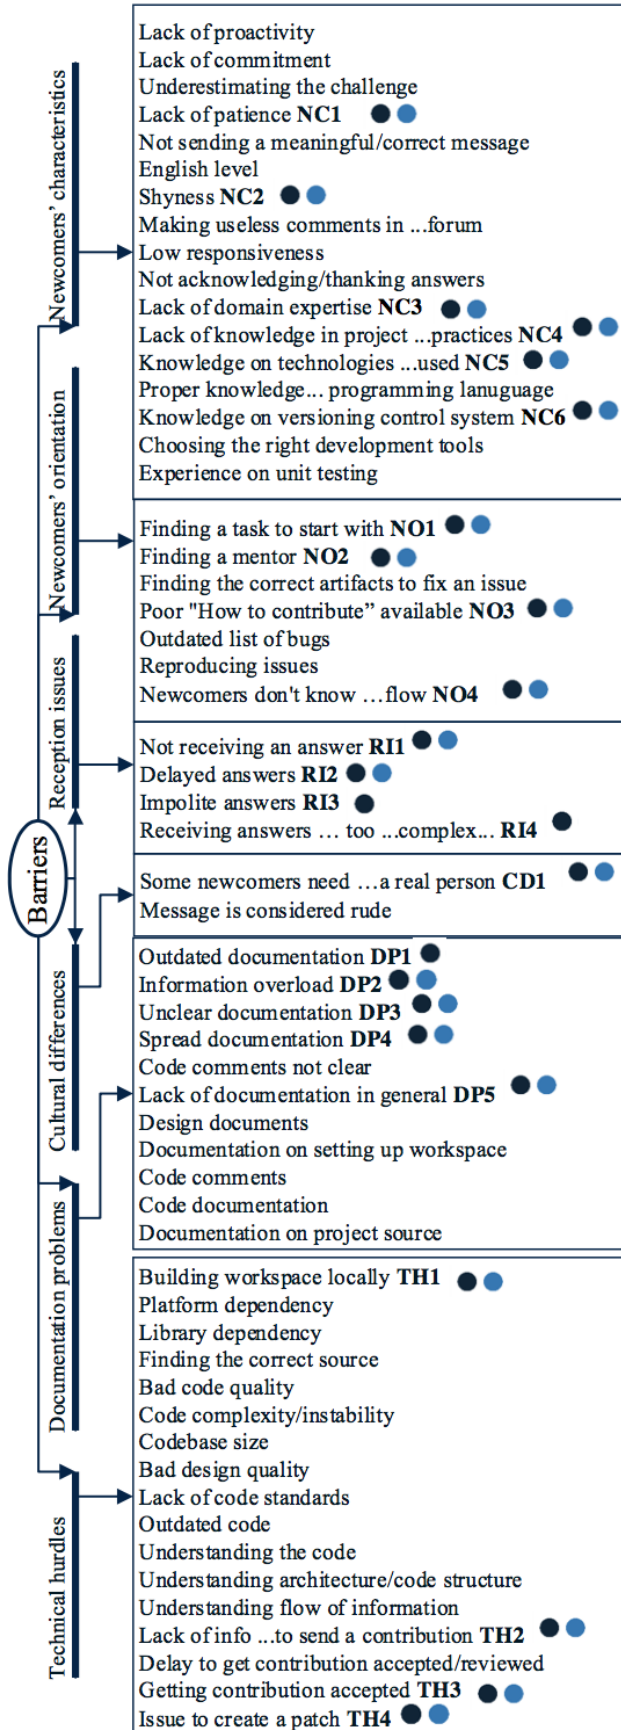 Barriers
Newcomers' characteristics
Lack of proactivity
Lack of commitment
Underestimating the challenge
Lack of patience NC1
Not sending a meaningful/correct message
English level
Shyness NC2
Making useless comments in ...forum
Low responsiveness
Not acknowledging/thanking answers
Lack of domain expertise NC3
Lack of knowledge in project ...practices NC4
Knowledge on technologies ...used NC5
Proper knowledge... programming lanuguage
Knowledge on versioning control system NC6
Choosing the right development tools
Experience on unit testing
Newcomers' orientation
Finding a task to start with NO1
Finding a mentor NO2
Finding the correct artifacts to fix an issue
Poor "How to contribute” available NO3
Outdated list of bugs
Reproducing issues
Newcomers don't know …flow NO4
Reception issues
Not receiving an answer RI1
Delayed answers RI2
Impolite answers RI3
Receiving answers … too ...complex... RI4
Cultural differences
Some newcomers need …a real person CD1
Message is considered rude
Documentation problems
Outdated documentation DP1
Information overload DP2
Unclear documentation DP3
Spread documentation DP4
Code comments not clear
Lack of documentation in general DP5
Design documents
Documentation on setting up workspace
Code comments
Code documentation
Documentation on project source
Technical hurdles
Building workspace locally TH1
Platform dependency
Library dependency
Finding the correct source
Bad code quality
Code complexity/instability
Codebase size
Bad design quality
Lack of code standards
Outdated code
Understanding the code
Understanding architecture/code structure
Understanding flow of information
Lack of info ...to send a contribution TH2
Delay to get contribution accepted/reviewed
Getting contribution accepted TH3
Issue to create a patch TH4